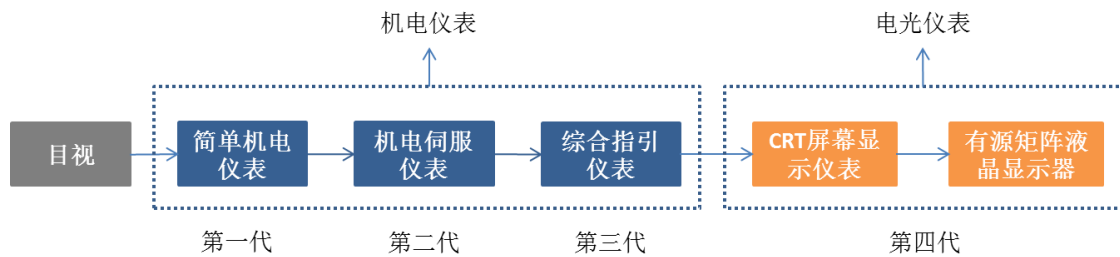 机电仪表
电光仪表
目视
简单机电
仪表
机电伺服
仪表
综合指引
仪表
CRT屏幕显
示仪表
有源矩阵液
晶显示器
第一代
第二代
第三代
第四代